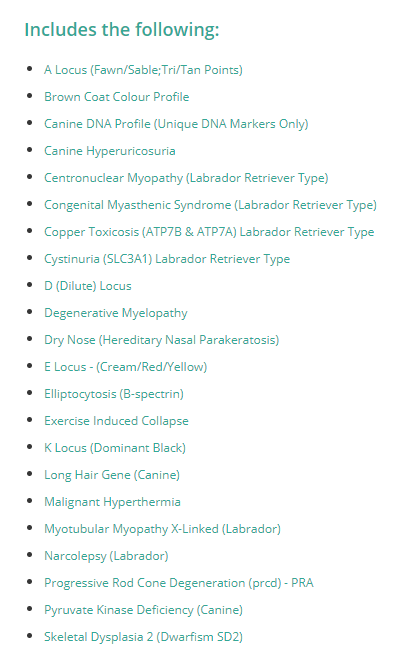 Includes the following:
A Locus (Fawn/Sable;Tri/Tan Points)
Brown Coat Colour Profile
Canine DNA Profile (Unique DNA Markers Only)
Canine Hyperuricosuria
Centronuclear Myopathy (Labrador Retriever Type)
Congenital Myasthenic Syndrome (Labrador Retriever Type)
Copper Toxicosis (ATP7B & ATP7A) Labrador Retriever Type
Cystinuria (SLC3A1) Labrador Retriever Type
D (Dilute) Locus
Degenerative Myelopathy
Dry Nose (Hereditary Nasal Parakeratosis)
E Locus - (Cream/Red/Yellow)
Elliptocytosis (B-spectrin)
Exercise Induced Collapse
K Locus (Dominant Black)
Long Hair Gene (Canine)
Malignant Hyperthermia
Myotubular Myopathy X-Linked (Labrador)
Narcolepsy (Labrador)
Progressive Rod Cone Degeneration (prcd) - PRA
Pyruvate Kinase Deficiency (Canine)
Skeletal Dysplasia 2 (Dwarfism SD2)